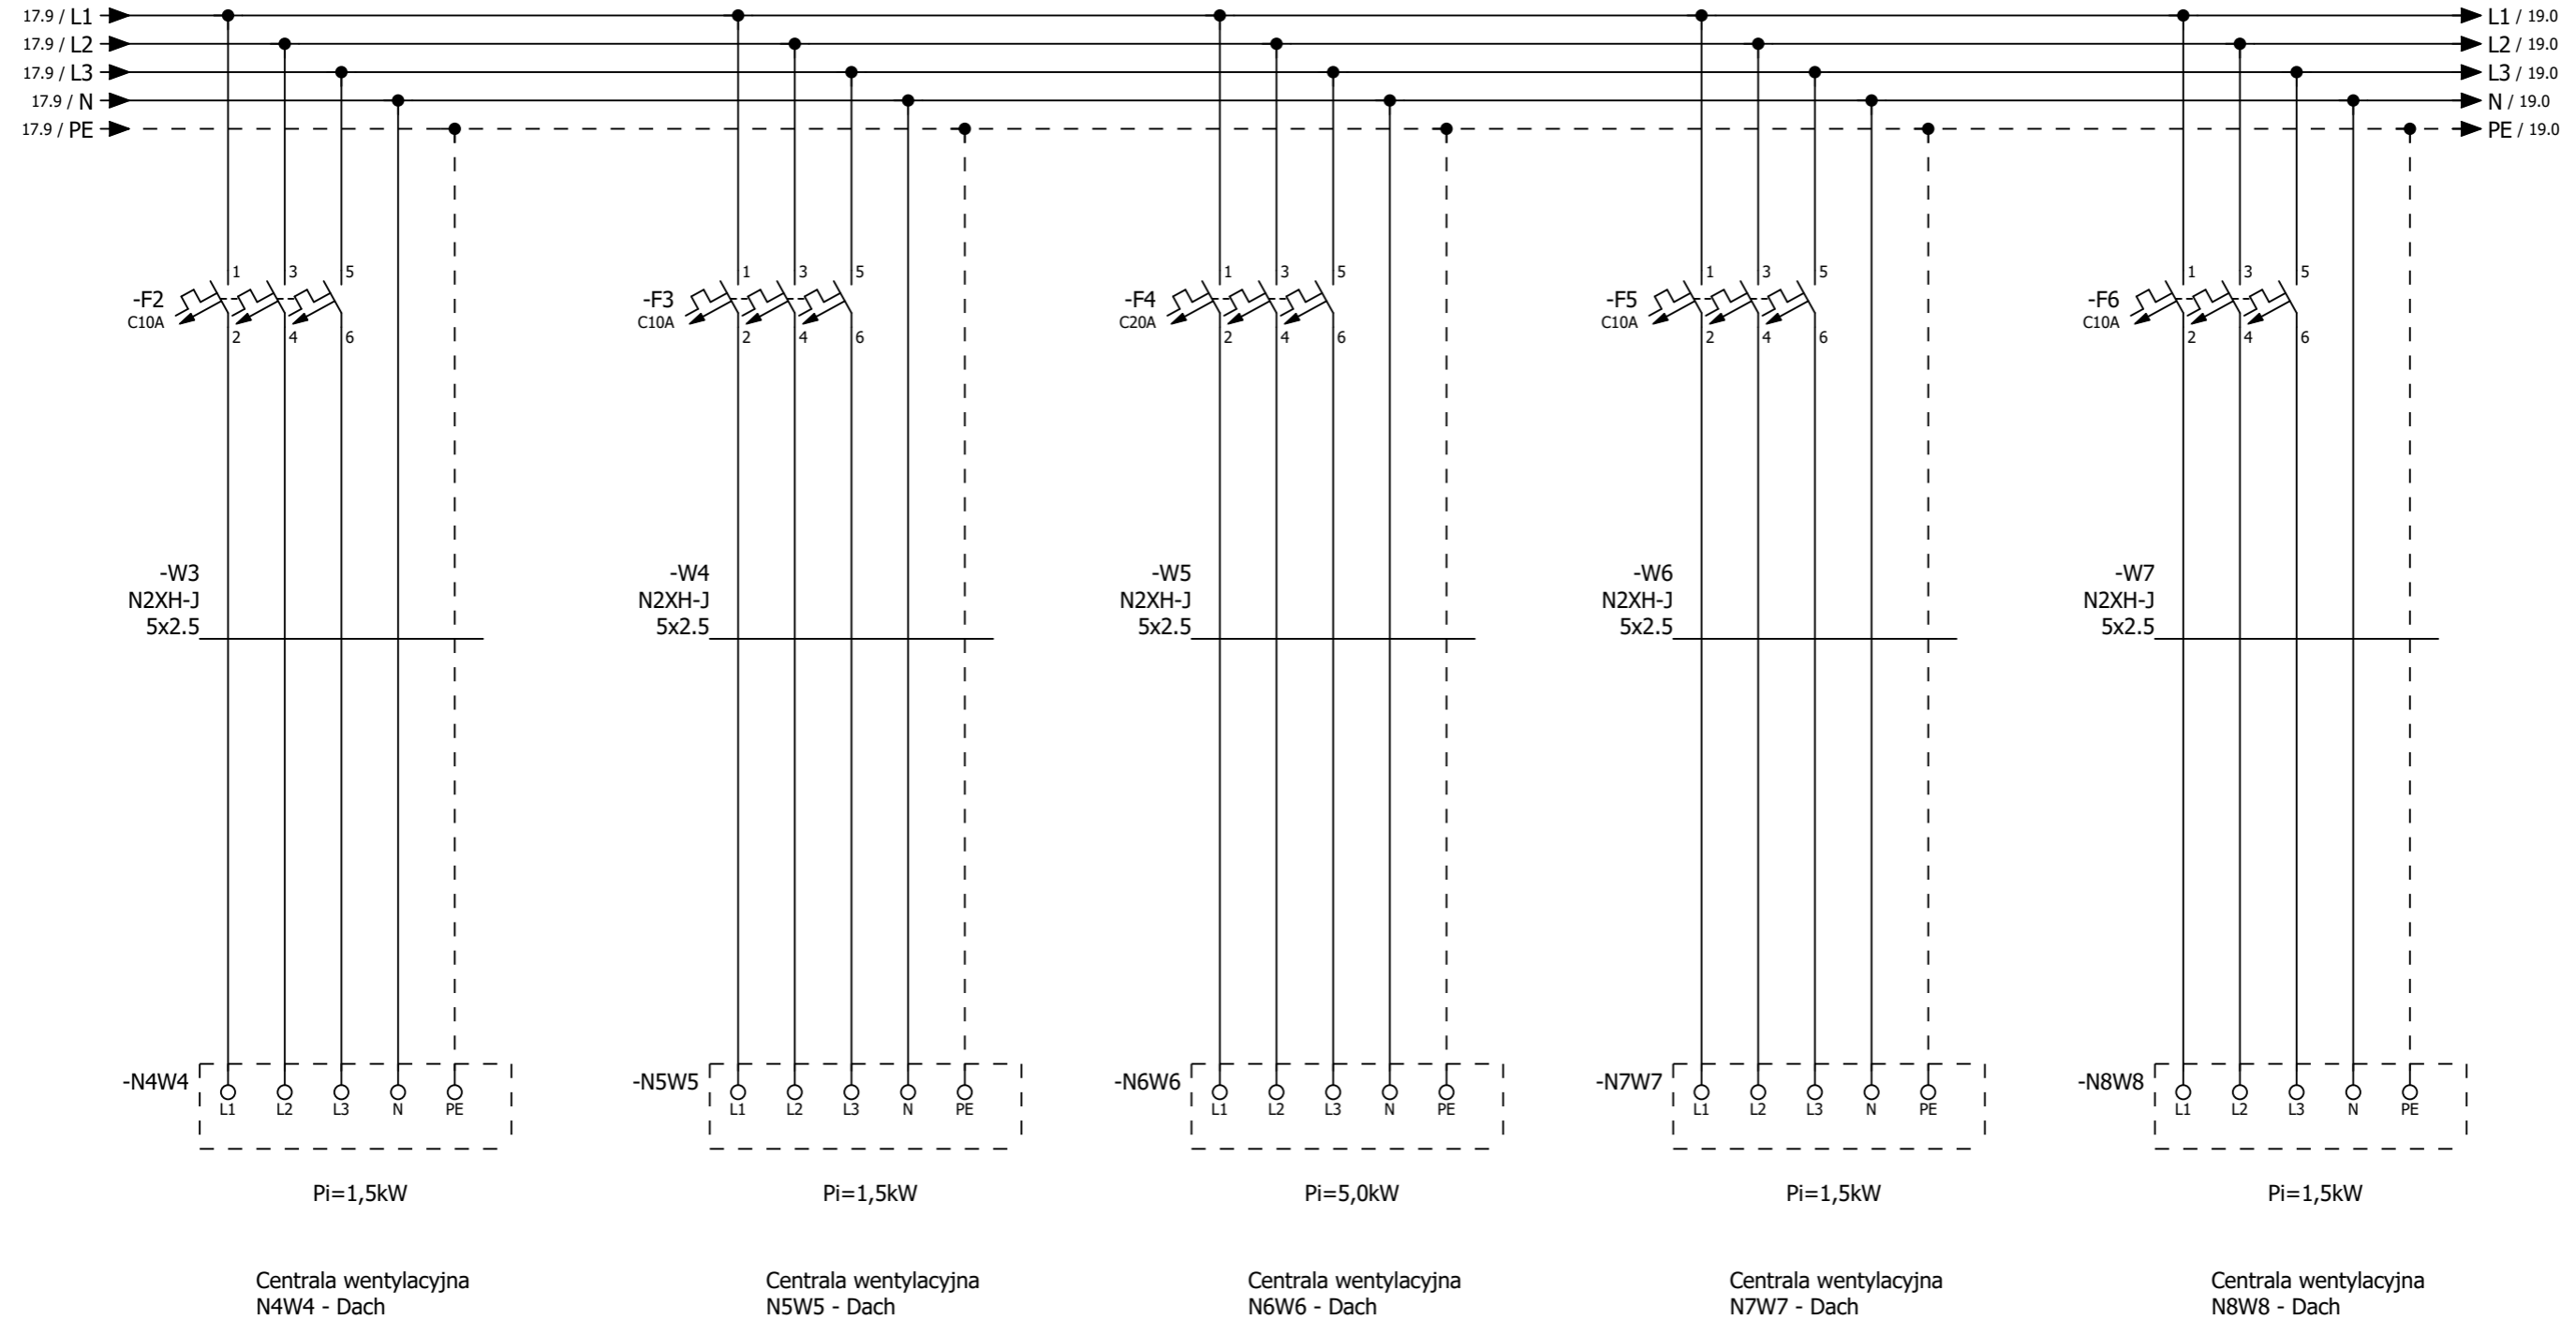 17.9 / L1
L1 / 19.0
17.9 / L2
L2 / 19.0
17.9 / L3
L3 / 19.0
17.9 / N
N / 19.0
17.9 / PE
PE / 19.0
1 3 5
-F2
C10A
2 4 6
1 3 5
-F3
C10A
2 4 6
1 3 5
-F4
C20A
2 4 6
1 3 5
-F5
C10A
2 4 6
1 3 5
-F6
C10A
2 4 6
-W3
N2XH-J
5x2.5
-W4
N2XH-J
5x2.5
-W5
N2XH-J
5x2.5
-W6
N2XH-J
5x2.5
-W7
N2XH-J
5x2.5
-N4W4
L1 L2 L3 N PE
-N5W5
L1 L2 L3 N PE
-N6W6
L1 L2 L3 N PE
-N7W7
L1 L2 L3 N PE
-N8W8
L1 L2 L3 N PE
Pi=1,5kW
Pi=1,5kW
Pi=5,0kW
Pi=1,5kW
Pi=1,5kW
Centrala wentylacyjna
N4W4 - Dach
Centrala wentylacyjna
N5W5 - Dach
Centrala wentylacyjna
N6W6 - Dach
Centrala wentylacyjna
N7W7 - Dach
Centrala wentylacyjna
N8W8 - Dach